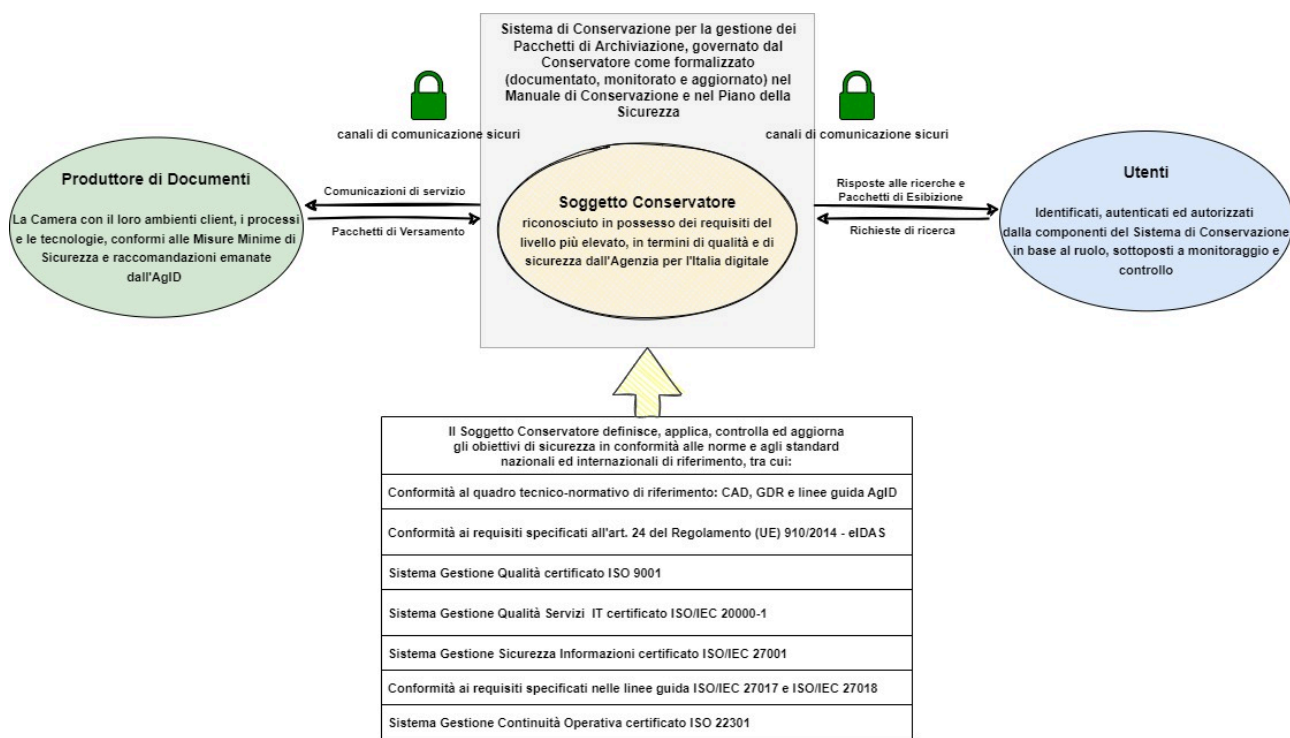 Sistema di Conservazione per la gestione dei
Pacchetti di Archiviazione, governato dal
Conservatore come formalizzato
(documentato, monitorato e aggiornato) nel
Manuale di Conservazione e nel Piano della
Sicurezza
canali di comunicazione sicuri
canali di comunicazione sicuri
Produttore di Documenti
La Camera con il loro ambienti client, i processi
e le tecnologie, conformi alle Misure Minime di
Sicurezza e raccomandazioni emanate
dall'AgID
Comunicazioni di servizio
Pacchetti di Versamento
Soggetto Conservatore
riconosciuto in possesso dei requisiti del
livello più elevato, in termini di qualità e di
sicurezza dall'Agenzia per l'Italia digitale
Risposte alle ricerche e
Pacchetti di Esibizione
Richieste di ricerca
Utenti
Identificati, autenticati ed autorizzati
dalla componenti del Sistema di Conservazione
in base al ruolo, sottoposti a monitoraggio e
controllo
Il Soggetto Conservatore definisce, applica, controlla ed aggiorna
gli obiettivi di sicurezza in conformità alle norme e agli standard
nazionali ed internazionali di riferimento, tra cui:
Conformità al quadro tecnico-normativo di riferimento: CAD, GDR e linee guida AgID
Conformità ai requisiti specificati all'art. 24 del Regolamento (UE) 910/2014 - eIDAS
Sistema Gestione Qualità certificato ISO 9001
Sistema Gestione Qualità Servizi IT certificato ISO/IEC 20000-1
Sistema Gestione Sicurezza Informazioni certificato ISO/IEC 27001
Conformità ai requisiti specificati nelle linee guida ISO/IEC 27017 e ISO/IEC 27018
Sistema Gestione Continuità Operativa certificato ISO 22301